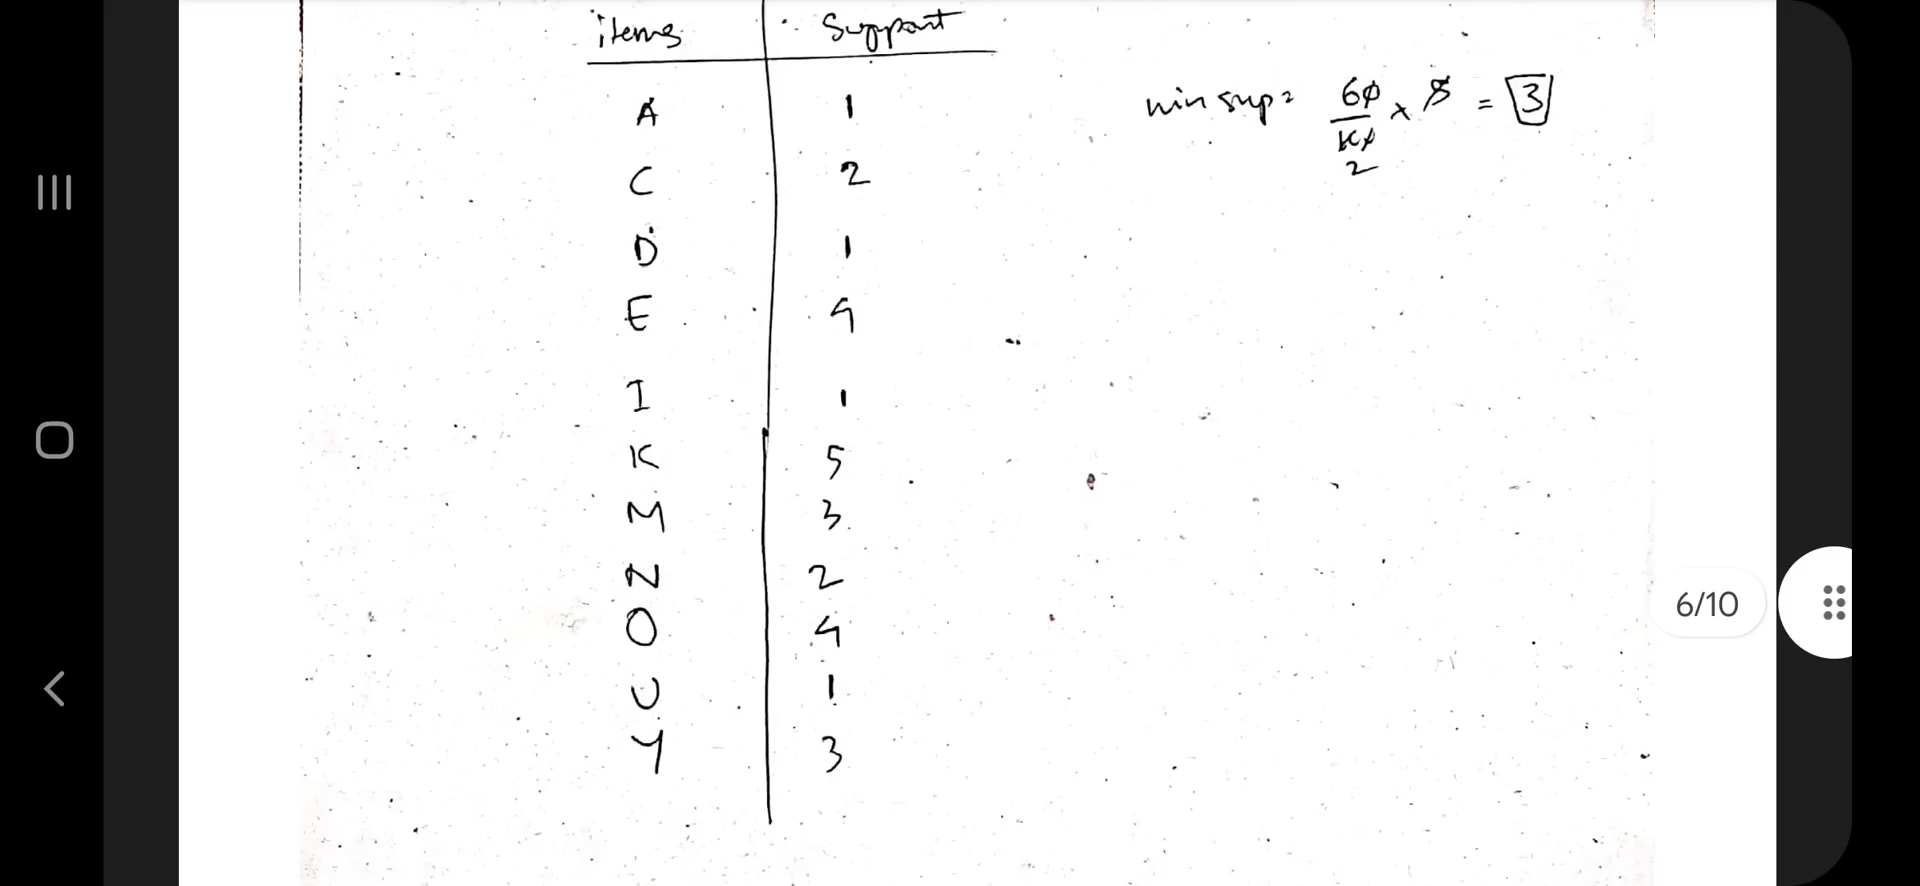 items Support
A 1
C 2
D 1
E 4
I 1
K 5
M 3
N 2
O 4
U 1
Y 3
min sup = 60/100 × 5 = 3
2
6/10